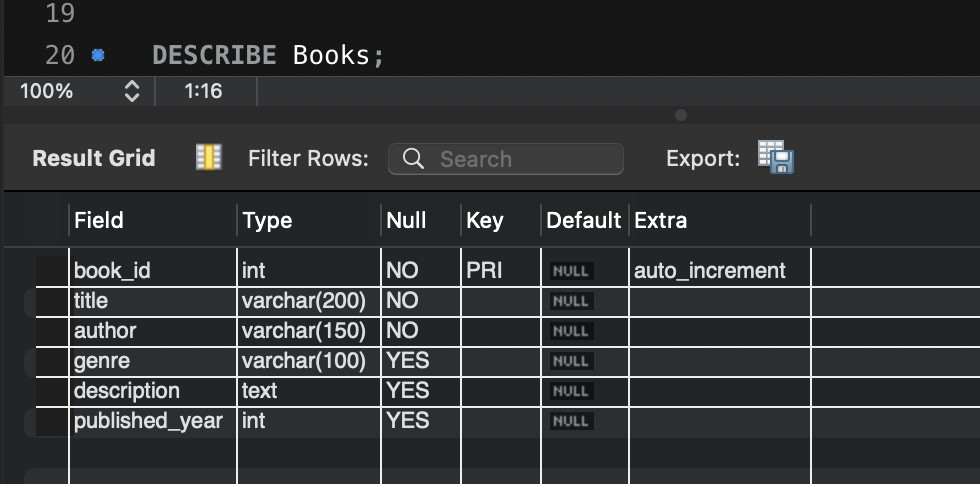 19
20 DESCRIBE Books;
100% 1:16
Result Grid Filter Rows: Search Export:
Field Type Null Key Default Extra
book_id int NO PRI NULL auto_increment
title varchar(200) NO NULL
author varchar(150) NO NULL
genre varchar(100) YES NULL
description text YES NULL
published_year int YES NULL